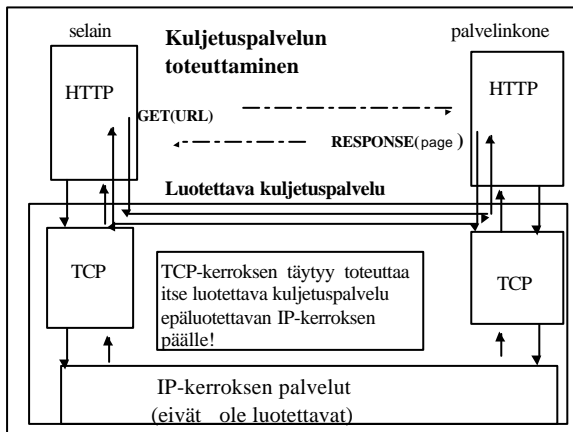 selain
palvelinkone
Kuljetuspalvelun
toteuttaminen
HTTP
HTTP
GET(URL)
RESPONSE(page )
Luotettava kuljetuspalvelu
TCP
TCP-kerroksen täytyy toteuttaa
itse luotettava kuljetuspalvelu
epäluotettavan IP-kerroksen
päälle!
TCP
IP-kerroksen palvelut
(eivät ole luotettavat)